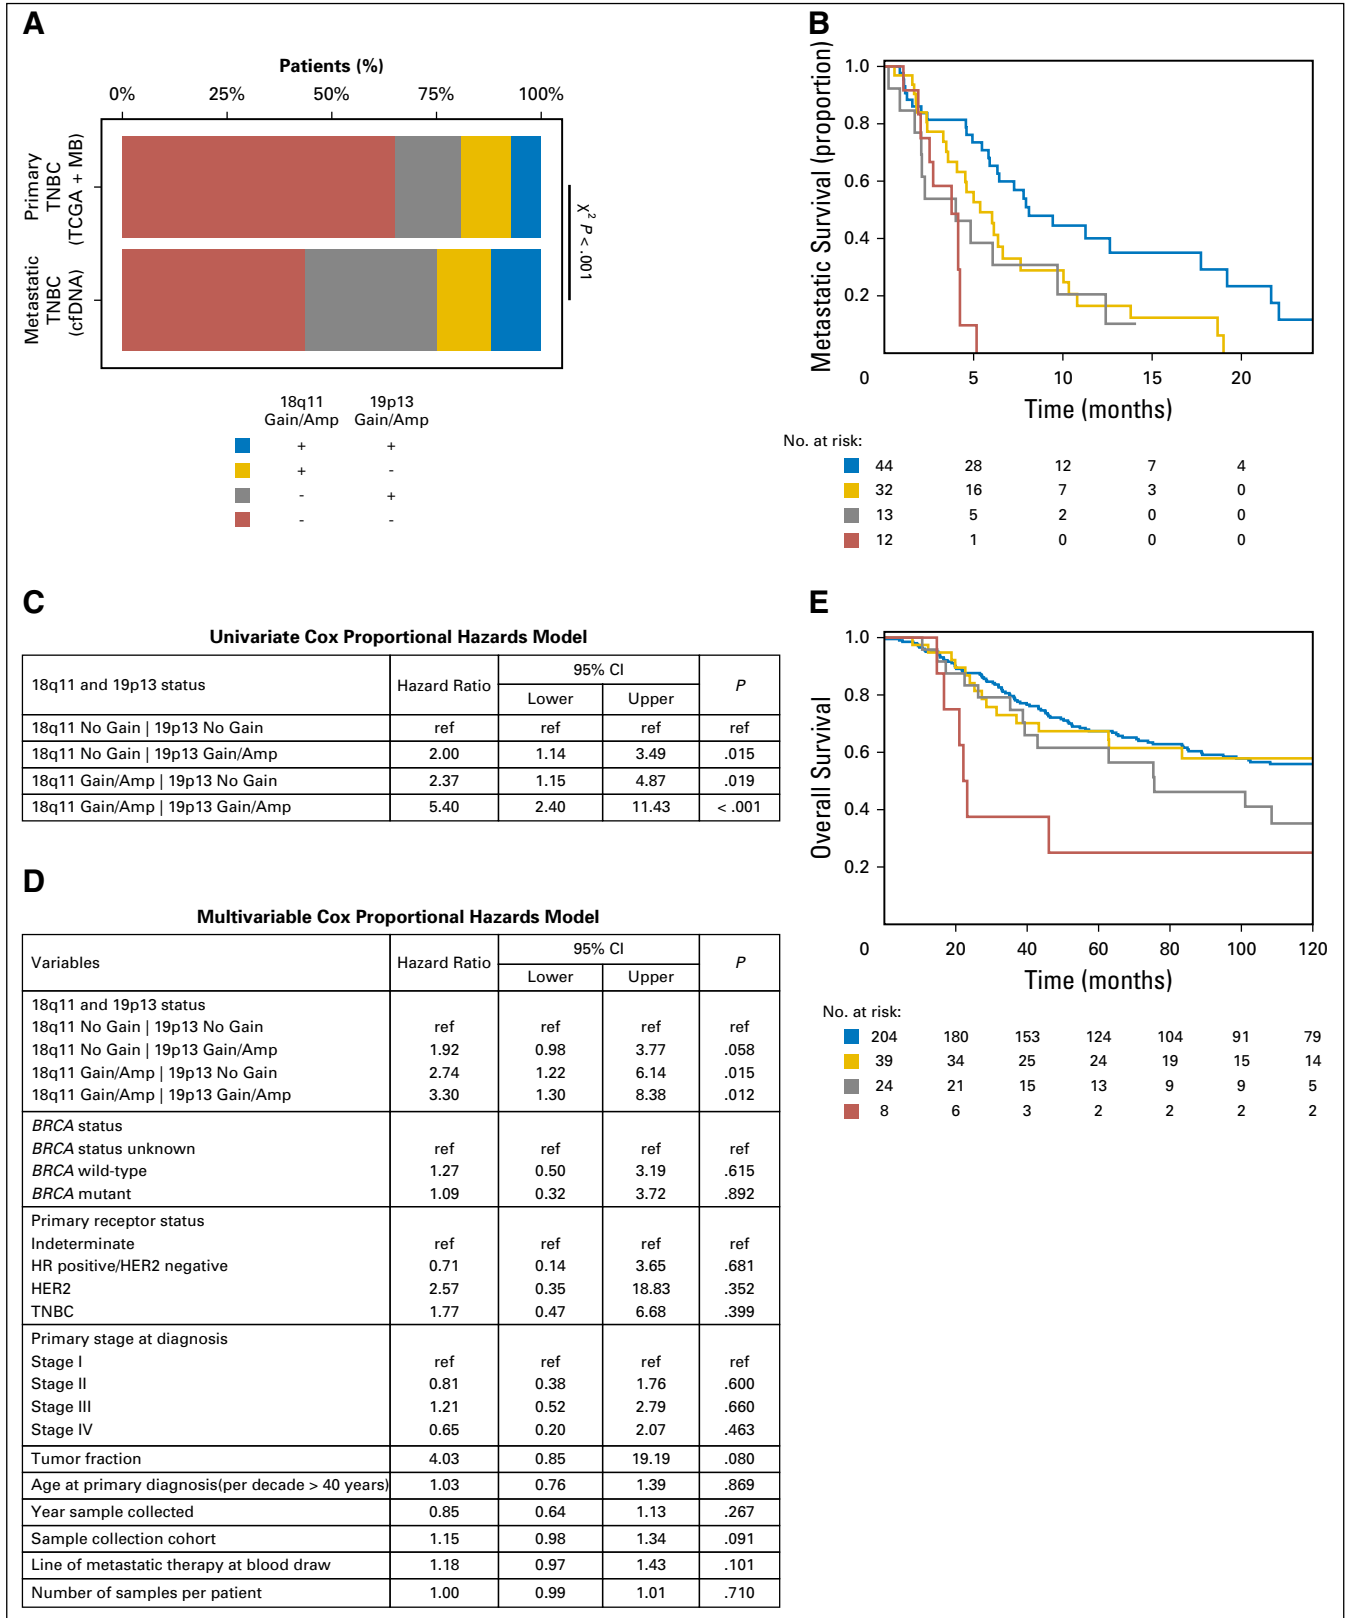 A
Patients (%)
0% 25% 50% 75% 100%
Primary
TNBC
(TCGA + MB)
Metastatic
TNBC
(cfDNA)
χ² P < .001
18q11 19p13
Gain/Amp Gain/Amp
+ +
+ -
- +
- -
B
Metastatic Survival (proportion)
1.0
0.8
0.6
0.4
0.2
0 5 10 15 20
Time (months)
No. at risk:
44 28 12 7 4
32 16 7 3 0
13 5 2 0 0
12 1 0 0 0
C
Univariate Cox Proportional Hazards Model
18q11 and 19p13 status Hazard Ratio 95% CI P
Lower Upper
18q11 No Gain | 19p13 No Gain ref ref ref ref
18q11 No Gain | 19p13 Gain/Amp 2.00 1.14 3.49 .015
18q11 Gain/Amp | 19p13 No Gain 2.37 1.15 4.87 .019
18q11 Gain/Amp | 19p13 Gain/Amp 5.40 2.40 11.43 < .001
D
Multivariable Cox Proportional Hazards Model
Variables Hazard Ratio 95% CI P
Lower Upper
18q11 and 19p13 status
18q11 No Gain | 19p13 No Gain ref ref ref ref
18q11 No Gain | 19p13 Gain/Amp 1.92 0.98 3.77 .058
18q11 Gain/Amp | 19p13 No Gain 2.74 1.22 6.14 .015
18q11 Gain/Amp | 19p13 Gain/Amp 3.30 1.30 8.38 .012
BRCA status
BRCA status unknown ref ref ref ref
BRCA wild-type 1.27 0.50 3.19 .615
BRCA mutant 1.09 0.32 3.72 .892
Primary receptor status
Indeterminate ref ref ref ref
HR positive/HER2 negative 0.71 0.14 3.65 .681
HER2 2.57 0.35 18.83 .352
TNBC 1.77 0.47 6.68 .399
Primary stage at diagnosis
Stage I ref ref ref ref
Stage II 0.81 0.38 1.76 .600
Stage III 1.21 0.52 2.79 .660
Stage IV 0.65 0.20 2.07 .463
Tumor fraction 4.03 0.85 19.19 .080
Age at primary diagnosis(per decade > 40 years) 1.03 0.76 1.39 .869
Year sample collected 0.85 0.64 1.13 .267
Sample collection cohort 1.15 0.98 1.34 .091
Line of metastatic therapy at blood draw 1.18 0.97 1.43 .101
Number of samples per patient 1.00 0.99 1.01 .710
E
Overall Survival
1.0
0.8
0.6
0.4
0.2
0 20 40 60 80 100 120
Time (months)
No. at risk:
204 180 153 124 104 91 79
39 34 25 24 19 15 14
24 21 15 13 9 9 5
8 6 3 2 2 2 2